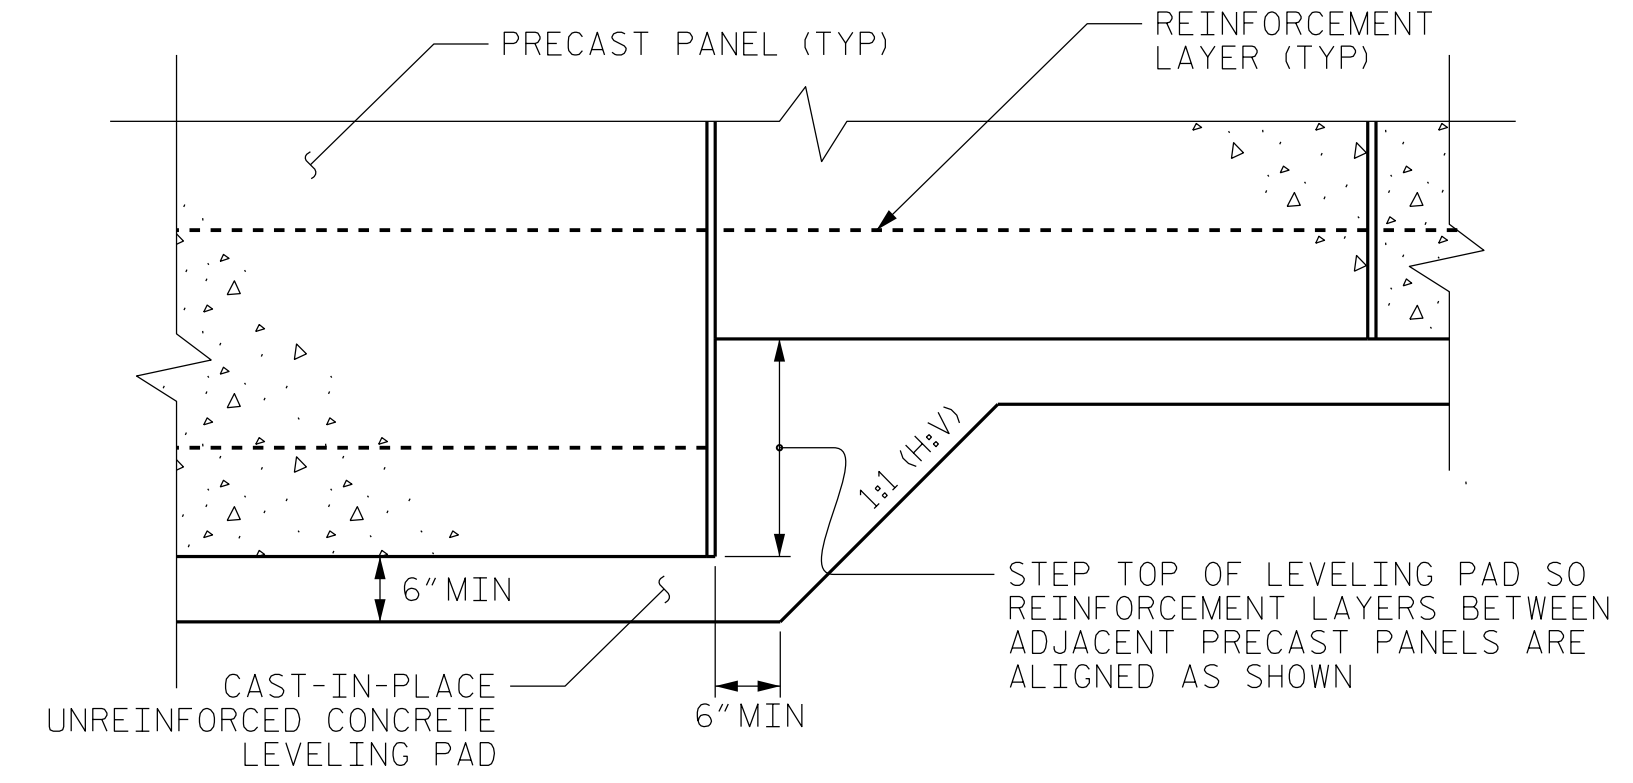 PRECAST PANEL (TYP)
REINFORCEMENT
LAYER (TYP)
1:1 (H:V)
6"MIN
STEP TOP OF LEVELING PAD SO
REINFORCEMENT LAYERS BETWEEN
ADJACENT PRECAST PANELS ARE
ALIGNED AS SHOWN
CAST-IN-PLACE
UNREINFORCED CONCRETE
LEVELING PAD
6"MIN